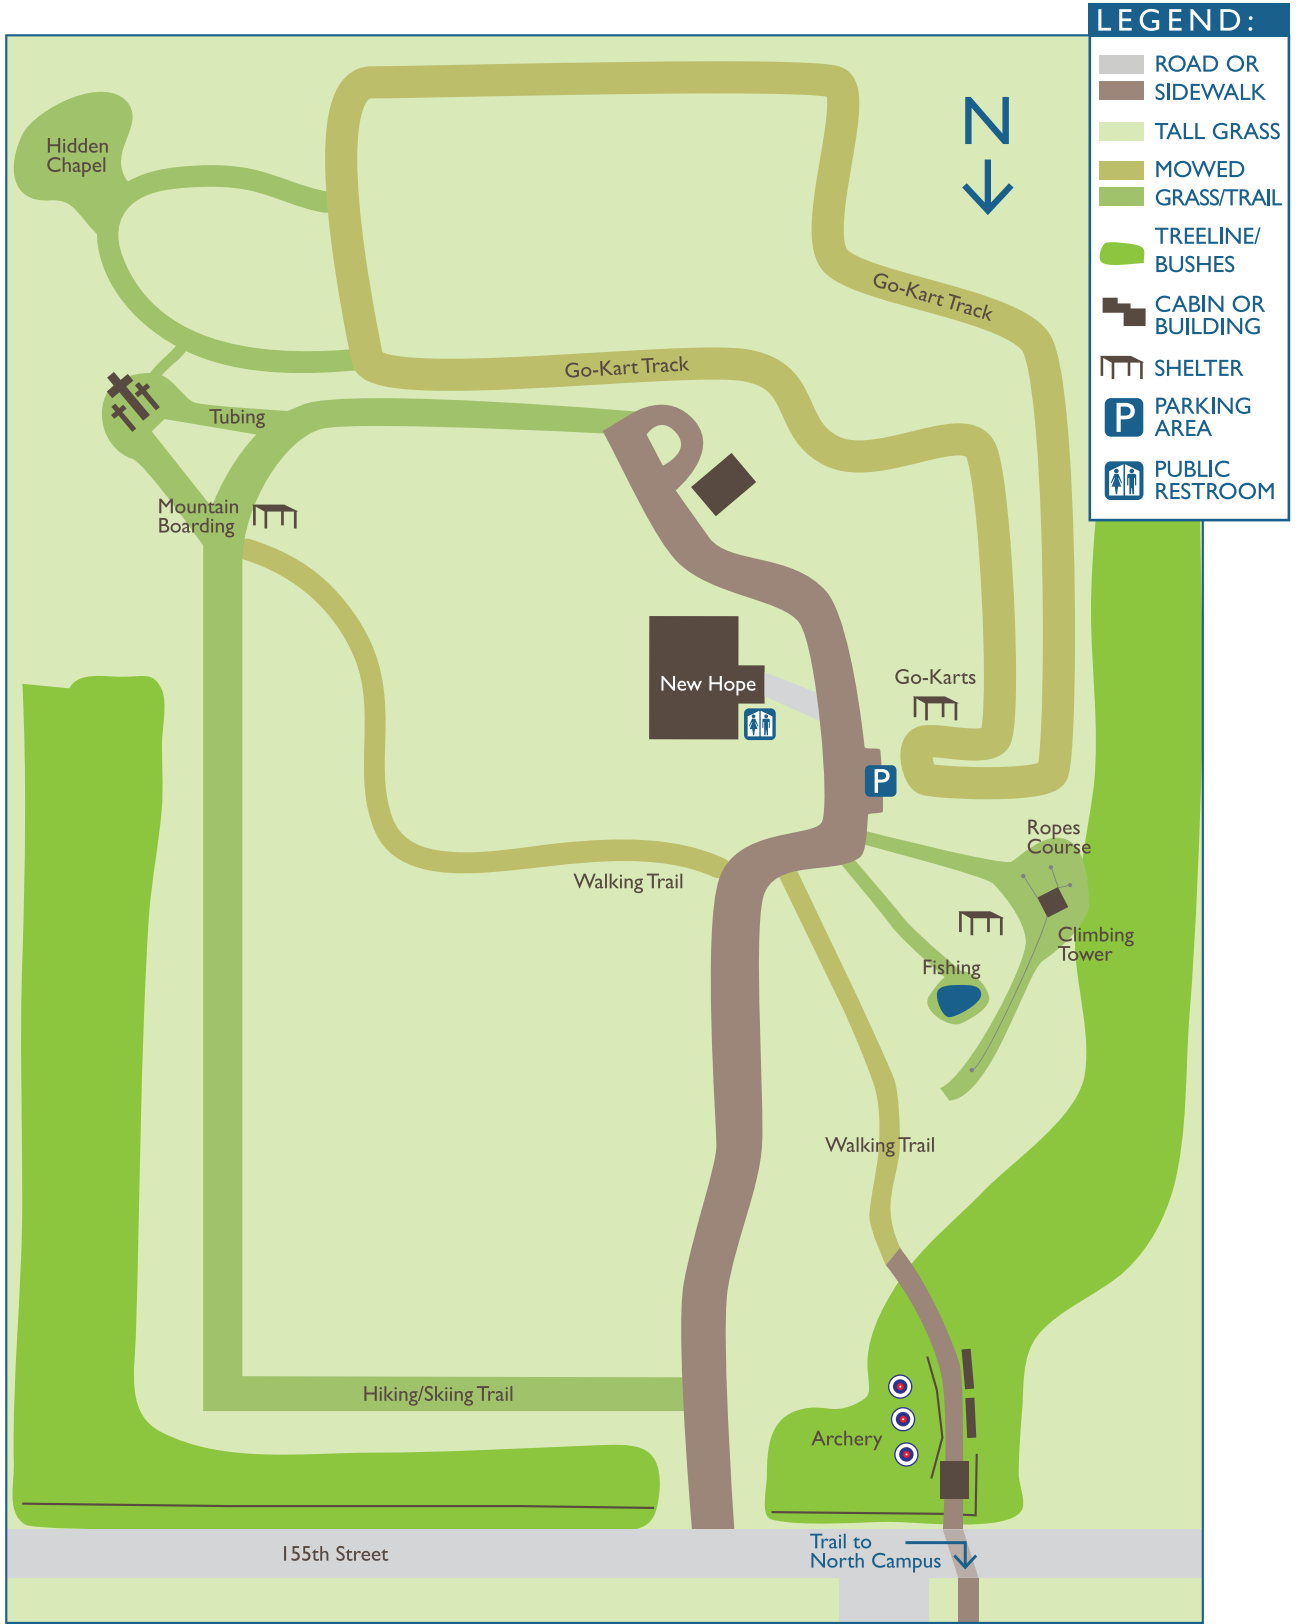 LEGEND:
ROAD OR
SIDEWALK
TALL GRASS
MOWED
GRASS/TRAIL
TREELINE/
BUSHES
CABIN OR
BUILDING
SHELTER
P
PARKING
AREA
PUBLIC
RESTROOM
N
Hidden
Chapel
Go-Kart Track
Go-Kart Track
Tubing
Mountain
Boarding
New Hope
Go-Karts
P
Ropes
Course
Walking Trail
Climbing
Tower
Fishing
Walking Trail
Hiking/Skiing Trail
Archery
155th Street
Trail to
North Campus